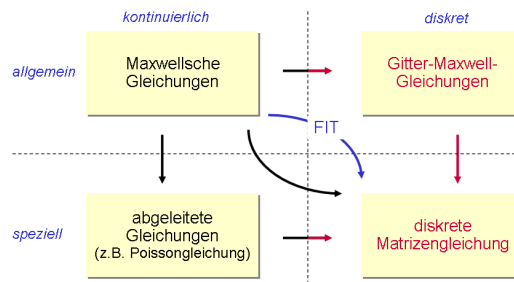 kontinuierlich
diskret
allgemein
Maxwellsche
Gleichungen
Gitter-Maxwell-
Gleichungen
FIT
speziell
abgeleitete
Gleichungen
(z.B. Poissongleichung)
diskrete
Matrizengleichung